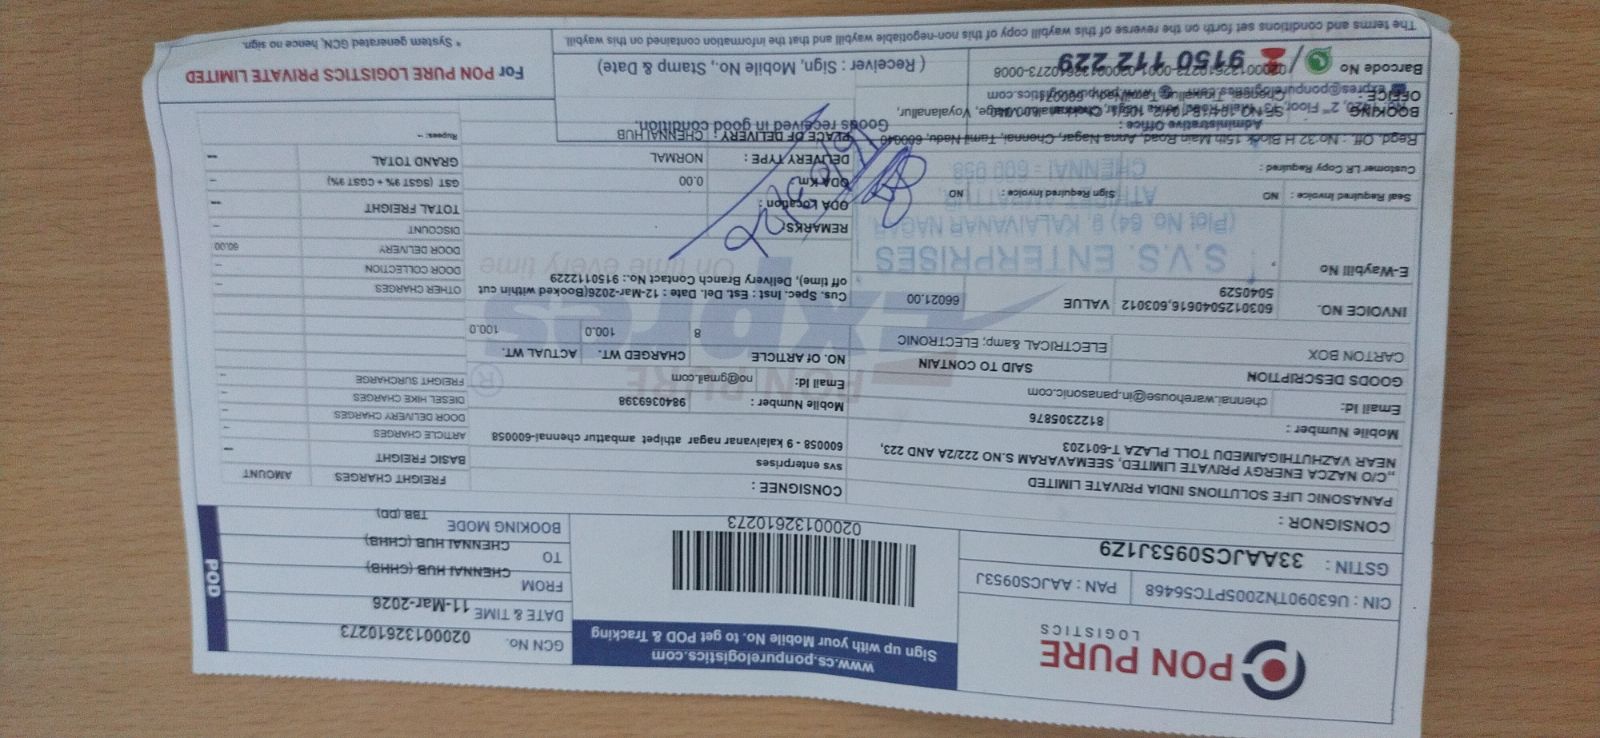 PON PURE
LOGISTICS
www.cs.ponpurelogistics.com
Sign up with your Mobile No. to get POD & Tracking
GCN No. 0200013261​0273
DATE & TIME 11-Mar-2026
FROM CHENNAI HUB (CHHB)
TO CHENNAI HUB (CHHB)
BOOKING MODE TBB (DD)
POD
CIN : U63090TN2005PTC56468 PAN : AAJCS0953J
GSTIN : 33AAJCS0953J1Z9
02000132610273
CONSIGNOR :
PANASONIC LIFE SOLUTIONS INDIA PRIVATE LIMITED
,,C/O NAZCA ENERGY PRIVATE LIMITED, SEEMAVARAM S.NO 222/2A AND 223,
NEAR VAZHUTHIGAIMEDU TOLL PLAZA T-601203
Mobile Number : 8122305876
Email Id: chennai.warehouse@in.panasonic.com
CONSIGNEE :
svs enterprises
600058 - 9 kalaivanar nagar athipet ambattur chennai-600058
Mobile Number : 9840369398
Email Id: no@gmail.com
FREIGHT CHARGES AMOUNT
BASIC FREIGHT --
ARTICLE CHARGES --
DOOR DELIVERY CHARGES --
DIESEL HIKE CHARGES --
FREIGHT SURCHARGE --
GOODS DESCRIPTION SAID TO CONTAIN
CARTON BOX ELECTRICAL &amp; ELECTRONIC
NO. Of ARTICLE CHARGED WT. ACTUAL WT.
8 100.0 100.0
INVOICE NO. 6030125040616,603012 5040529 VALUE 66021.00
Cus. Spec. Inst : Est. Del. Date : 12-Mar-2026(Booked within cut
off time), Delivery Branch Contact No.: 9150112229
E-Waybill No ,
OTHER CHARGES --
DOOR COLLECTION --
DOOR DELIVERY 60.00
DISCOUNT --
TOTAL FREIGHT --
GST (SGST 9% + CGST 9%) --
GRAND TOTAL --
Rupees. --
PON PURE
Expres ®
On time every time
REMARKS
ODA Location :
ODA Km. 0.00
DELIVERY TYPE : NORMAL
PLACE OF DELIVERY : CHENNAI HUB
Seal Required Invoice : NO Sign Required Invoice : NO
Customer LR Copy Required :
S.V.S. ENTERPRISES
(Plot No. 64) 9, KALAIVANAR NAGAR,
CHENNAI - 600 058
Regd. Off. : No:32 H Block 15th Main Road, Anna Nagar, Chennai, Tamil Nadu, 600040
Administrative Office :
BOOKING
OFFICE :
Barcode No
9150 112 229
Goods received in good condition.
( Receiver : Sign, Mobile No., Stamp & Date)
For PON PURE LOGISTICS PRIVATE LIMITED
* System generated GCN, hence no sign.
The terms and conditions set forth on the reverse of this waybill copy of this non-negotiable waybill and that the information contained on this waybill.